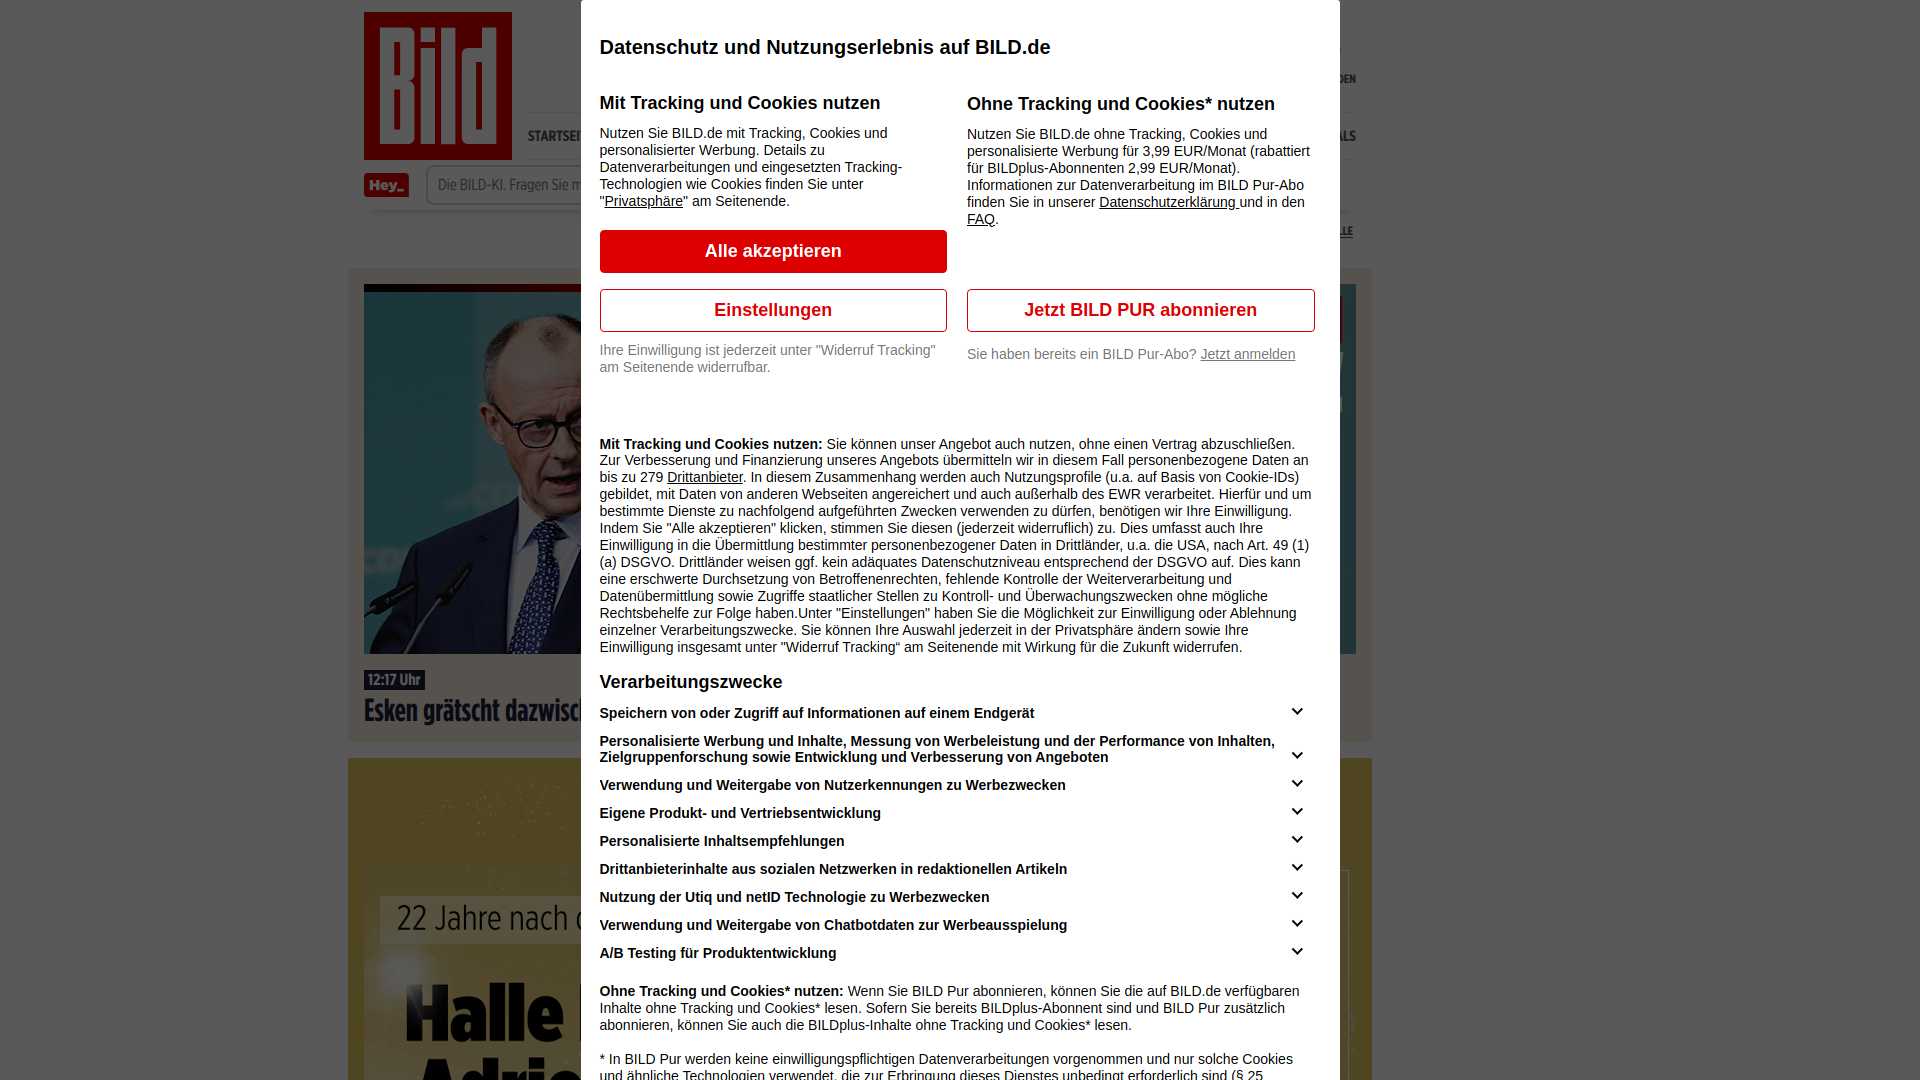 Bild
DEN
STARTSEI
ALS
Hey_
Die BILD-KI. Fragen Sie m
LLE
12:17 Uhr
Esken grätscht dazwisc
22 Jahre nach
Halle
Datenschutz und Nutzungserlebnis auf BILD.de
Mit Tracking und Cookies nutzen
Nutzen Sie BILD.de mit Tracking, Cookies und
personalisierter Werbung. Details zu
Datenverarbeitungen und eingesetzten Tracking-
Technologien wie Cookies finden Sie unter
"Privatsphäre" am Seitenende.
Alle akzeptieren
Einstellungen
Ihre Einwilligung ist jederzeit unter "Widerruf Tracking"
am Seitenende widerrufbar.
Ohne Tracking und Cookies* nutzen
Nutzen Sie BILD.de ohne Tracking, Cookies und
personalisierte Werbung für 3,99 EUR/Monat (rabattiert
für BILDplus-Abonnenten 2,99 EUR/Monat).
Informationen zur Datenverarbeitung im BILD Pur-Abo
finden Sie in unserer Datenschutzerklärung und in den
FAQ.
Jetzt BILD PUR abonnieren
Sie haben bereits ein BILD Pur-Abo? Jetzt anmelden
Mit Tracking und Cookies nutzen: Sie können unser Angebot auch nutzen, ohne einen Vertrag abzuschließen.
Zur Verbesserung und Finanzierung unseres Angebots übermitteln wir in diesem Fall personenbezogene Daten an
bis zu 279 Drittanbieter. In diesem Zusammenhang werden auch Nutzungsprofile (u.a. auf Basis von Cookie-IDs)
gebildet, mit Daten von anderen Webseiten angereichert und auch außerhalb des EWR verarbeitet. Hierfür und um
bestimmte Dienste zu nachfolgend aufgeführten Zwecken verwenden zu dürfen, benötigen wir Ihre Einwilligung.
Indem Sie "Alle akzeptieren" klicken, stimmen Sie diesen (jederzeit widerruflich) zu. Dies umfasst auch Ihre
Einwilligung in die Übermittlung bestimmter personenbezogener Daten in Drittländer, u.a. die USA, nach Art. 49 (1)
(a) DSGVO. Drittländer weisen ggf. kein adäquates Datenschutzniveau entsprechend der DSGVO auf. Dies kann
eine erschwerte Durchsetzung von Betroffenenrechten, fehlende Kontrolle der Weiterverarbeitung und
Datenübermittlung sowie Zugriffe staatlicher Stellen zu Kontroll- und Überwachungszwecken ohne mögliche
Rechtsbehelfe zur Folge haben.Unter "Einstellungen" haben Sie die Möglichkeit zur Einwilligung oder Ablehnung
einzelner Verarbeitungszwecke. Sie können Ihre Auswahl jederzeit in der Privatsphäre ändern sowie Ihre
Einwilligung insgesamt unter "Widerruf Tracking“ am Seitenende mit Wirkung für die Zukunft widerrufen.
Verarbeitungszwecke
Speichern von oder Zugriff auf Informationen auf einem Endgerät
Personalisierte Werbung und Inhalte, Messung von Werbeleistung und der Performance von Inhalten,
Zielgruppenforschung sowie Entwicklung und Verbesserung von Angeboten
Verwendung und Weitergabe von Nutzerkennungen zu Werbezwecken
Eigene Produkt- und Vertriebsentwicklung
Personalisierte Inhaltsempfehlungen
Drittanbieterinhalte aus sozialen Netzwerken in redaktionellen Artikeln
Nutzung der Utiq und netID Technologie zu Werbezwecken
Verwendung und Weitergabe von Chatbotdaten zur Werbeausspielung
A/B Testing für Produktentwicklung
Ohne Tracking und Cookies* nutzen: Wenn Sie BILD Pur abonnieren, können Sie die auf BILD.de verfügbaren
Inhalte ohne Tracking und Cookies* lesen. Sofern Sie bereits BILDplus-Abonnent sind und BILD Pur zusätzlich
abonnieren, können Sie auch die BILDplus-Inhalte ohne Tracking und Cookies* lesen.
* In BILD Pur werden keine einwilligungspflichtigen Datenverarbeitungen vorgenommen und nur solche Cookies
und ähnliche Technologien verwendet, die zur Erbringung dieses Dienstes unbedingt erforderlich sind (§ 25